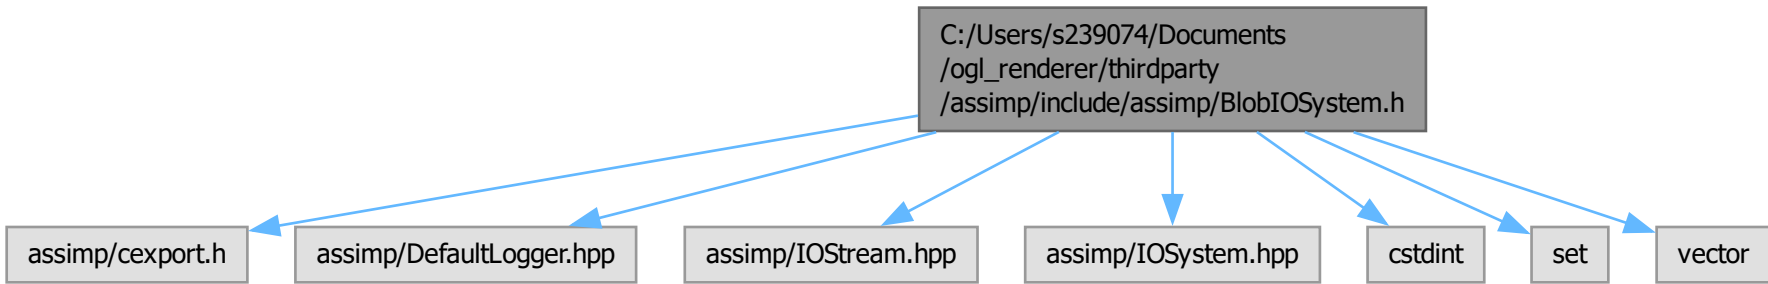 C:/Users/s239074/Documents
/ogl_renderer/thirdparty
/assimp/include/assimp/BlobIOSystem.h
assimp/cexport.h
assimp/DefaultLogger.hpp
assimp/IOStream.hpp
assimp/IOSystem.hpp
cstdint
set
vector